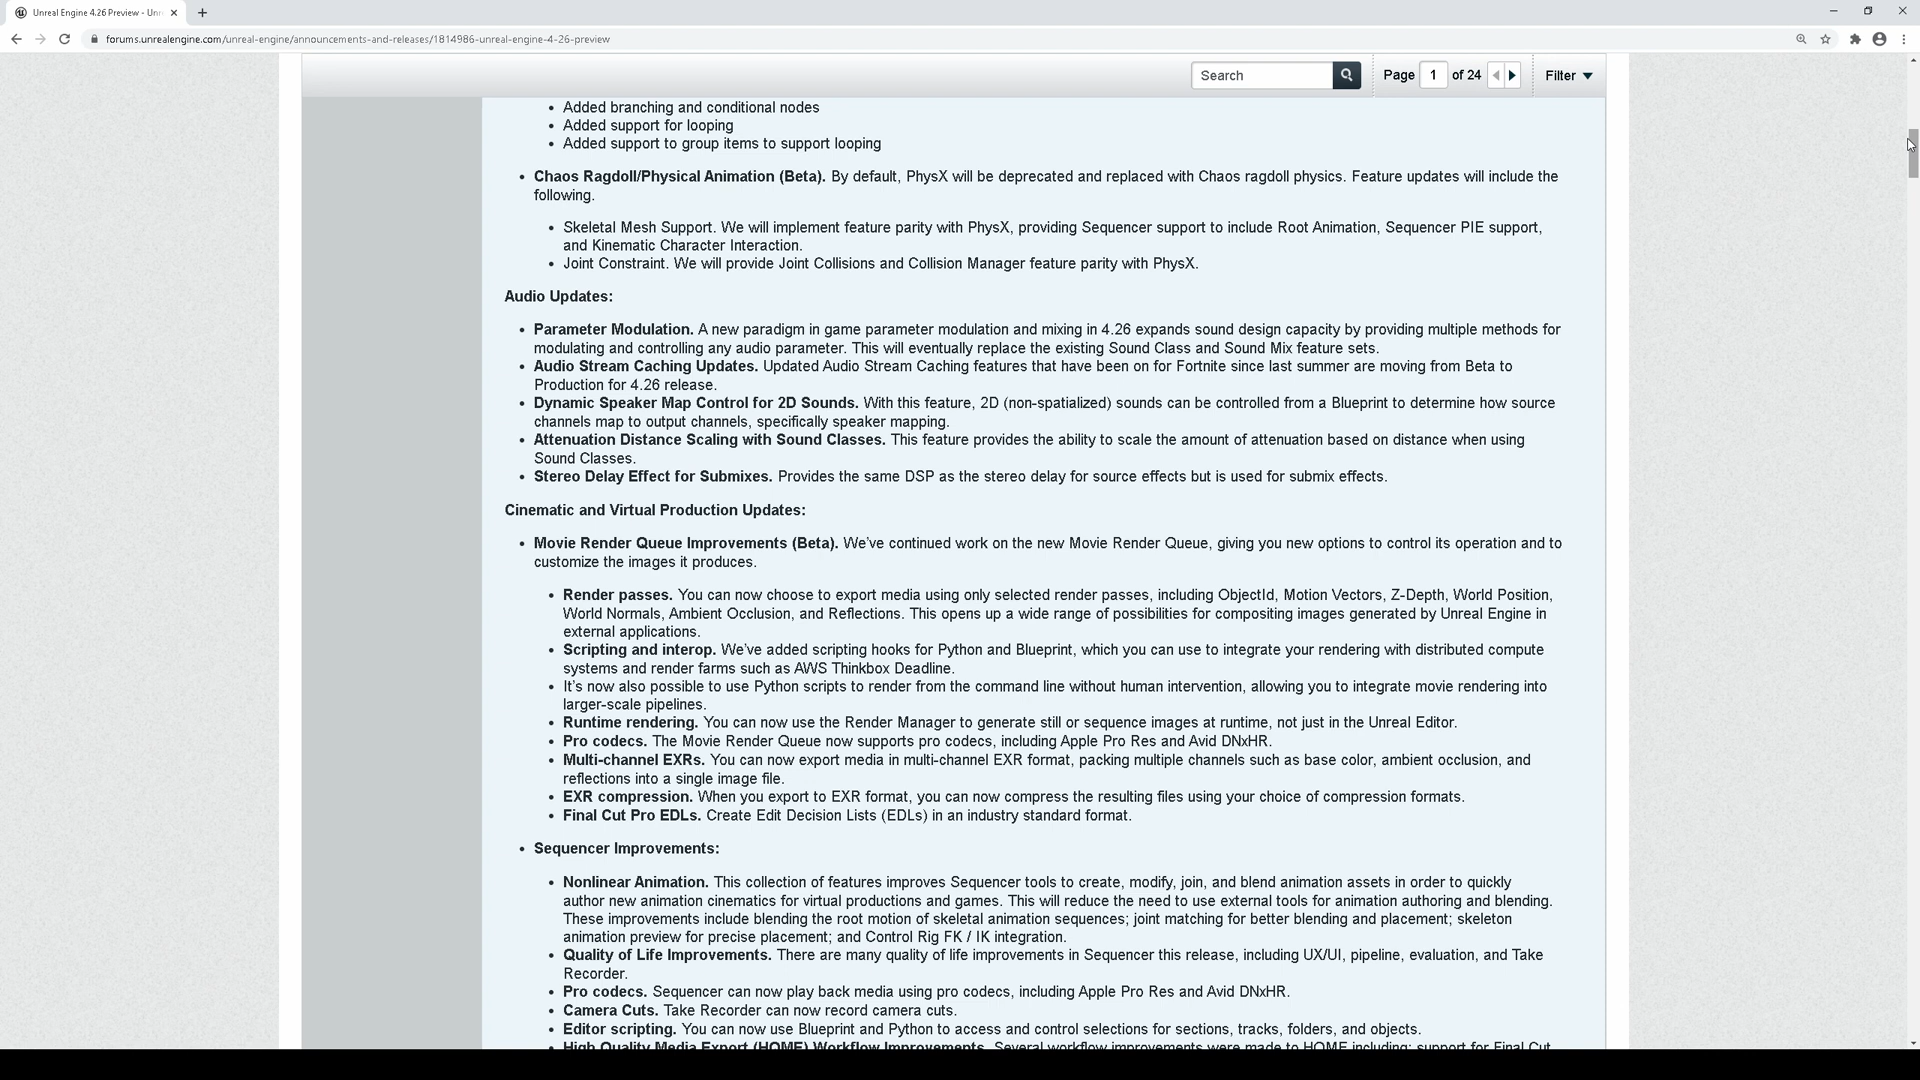 Unreal Engine 4.26 Preview - Unr
forums.unrealengine.com/unreal-engine/announcements-and-releases/1814986-unreal-engine-4-26-preview
Search
Page 1 of 24
Filter
• Added branching and conditional nodes
• Added support for looping
• Added support to group items to support looping
• Chaos Ragdoll/Physical Animation (Beta). By default, PhysX will be deprecated and replaced with Chaos ragdoll physics. Feature updates will include the
following.
• Skeletal Mesh Support. We will implement feature parity with PhysX, providing Sequencer support to include Root Animation, Sequencer PIE support,
and Kinematic Character Interaction.
• Joint Constraint. We will provide Joint Collisions and Collision Manager feature parity with PhysX.
Audio Updates:
• Parameter Modulation. A new paradigm in game parameter modulation and mixing in 4.26 expands sound design capacity by providing multiple methods for
modulating and controlling any audio parameter. This will eventually replace the existing Sound Class and Sound Mix feature sets.
• Audio Stream Caching Updates. Updated Audio Stream Caching features that have been on for Fortnite since last summer are moving from Beta to
Production for 4.26 release.
• Dynamic Speaker Map Control for 2D Sounds. With this feature, 2D (non-spatialized) sounds can be controlled from a Blueprint to determine how source
channels map to output channels, specifically speaker mapping.
• Attenuation Distance Scaling with Sound Classes. This feature provides the ability to scale the amount of attenuation based on distance when using
Sound Classes.
• Stereo Delay Effect for Submixes. Provides the same DSP as the stereo delay for source effects but is used for submix effects.
Cinematic and Virtual Production Updates:
• Movie Render Queue Improvements (Beta). We've continued work on the new Movie Render Queue, giving you new options to control its operation and to
customize the images it produces.
• Render passes. You can now choose to export media using only selected render passes, including ObjectId, Motion Vectors, Z-Depth, World Position,
World Normals, Ambient Occlusion, and Reflections. This opens up a wide range of possibilities for compositing images generated by Unreal Engine in
external applications.
• Scripting and interop. We've added scripting hooks for Python and Blueprint, which you can use to integrate your rendering with distributed compute
systems and render farms such as AWS Thinkbox Deadline.
• It's now also possible to use Python scripts to render from the command line without human intervention, allowing you to integrate movie rendering into
larger-scale pipelines.
• Runtime rendering. You can now use the Render Manager to generate still or sequence images at runtime, not just in the Unreal Editor.
• Pro codecs. The Movie Render Queue now supports pro codecs, including Apple Pro Res and Avid DNxHR.
• Multi-channel EXRs. You can now export media in multi-channel EXR format, packing multiple channels such as base color, ambient occlusion, and
reflections into a single image file.
• EXR compression. When you export to EXR format, you can now compress the resulting files using your choice of compression formats.
• Final Cut Pro EDLs. Create Edit Decision Lists (EDLs) in an industry standard format.
• Sequencer Improvements:
• Nonlinear Animation. This collection of features improves Sequencer tools to create, modify, join, and blend animation assets in order to quickly
author new animation cinematics for virtual productions and games. This will reduce the need to use external tools for animation authoring and blending.
These improvements include blending the root motion of skeletal animation sequences; joint matching for better blending and placement; skeleton
animation preview for precise placement; and Control Rig FK / IK integration.
• Quality of Life Improvements. There are many quality of life improvements in Sequencer this release, including UX/UI, pipeline, evaluation, and Take
Recorder.
• Pro codecs. Sequencer can now play back media using pro codecs, including Apple Pro Res and Avid DNxHR.
• Camera Cuts. Take Recorder can now record camera cuts.
• Editor scripting. You can now use Blueprint and Python to access and control selections for sections, tracks, folders, and objects.
• High Quality Media Export (HQME) Workflow Improvements. Several workflow improvements were made to HQME including: support for Final Cut